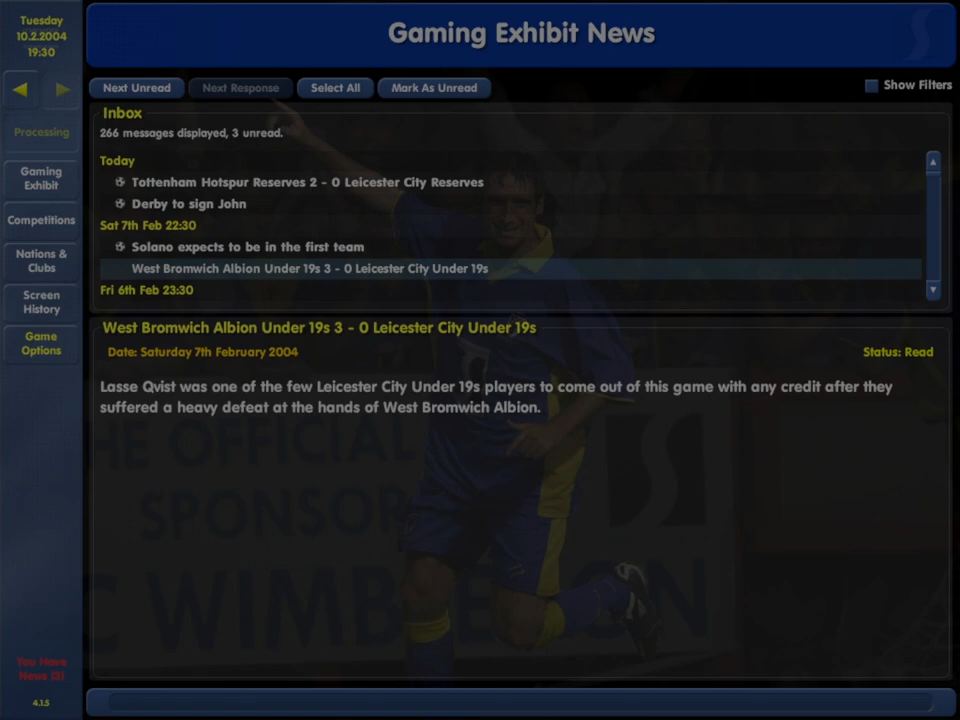 Tuesday
10.2.2004
19:30
Gaming Exhibit News
Next Unread
Next Response
Select All
Mark As Unread
Show Filters
Processing
Gaming
Exhibit
Competitions
Nations &
Clubs
Screen
History
Game
Options
You Have
News (3)
4.1.5
Inbox
266 messages displayed, 3 unread.
Today
Tottenham Hotspur Reserves 2 - 0 Leicester City Reserves
Derby to sign John
Sat 7th Feb 22:30
Solano expects to be in the first team
West Bromwich Albion Under 19s 3 - 0 Leicester City Under 19s
Fri 6th Feb 23:30
West Bromwich Albion Under 19s 3 - 0 Leicester City Under 19s
Date: Saturday 7th February 2004
Status: Read
Lasse Qvist was one of the few Leicester City Under 19s players to come out of this game with any credit after they
suffered a heavy defeat at the hands of West Bromwich Albion.
HE OFFICIAL
SPONSOR
C WIMB ON